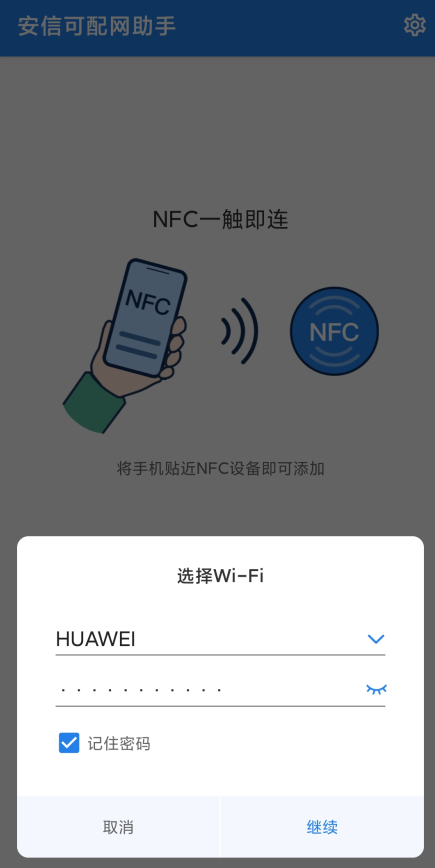 安信可配网助手
NFC一触即连
NFC
NFC
将手机贴近NFC设备即可添加
选择Wi-Fi
HUAWEI
· · · · · · · · · · ·
记住密码
取消
继续